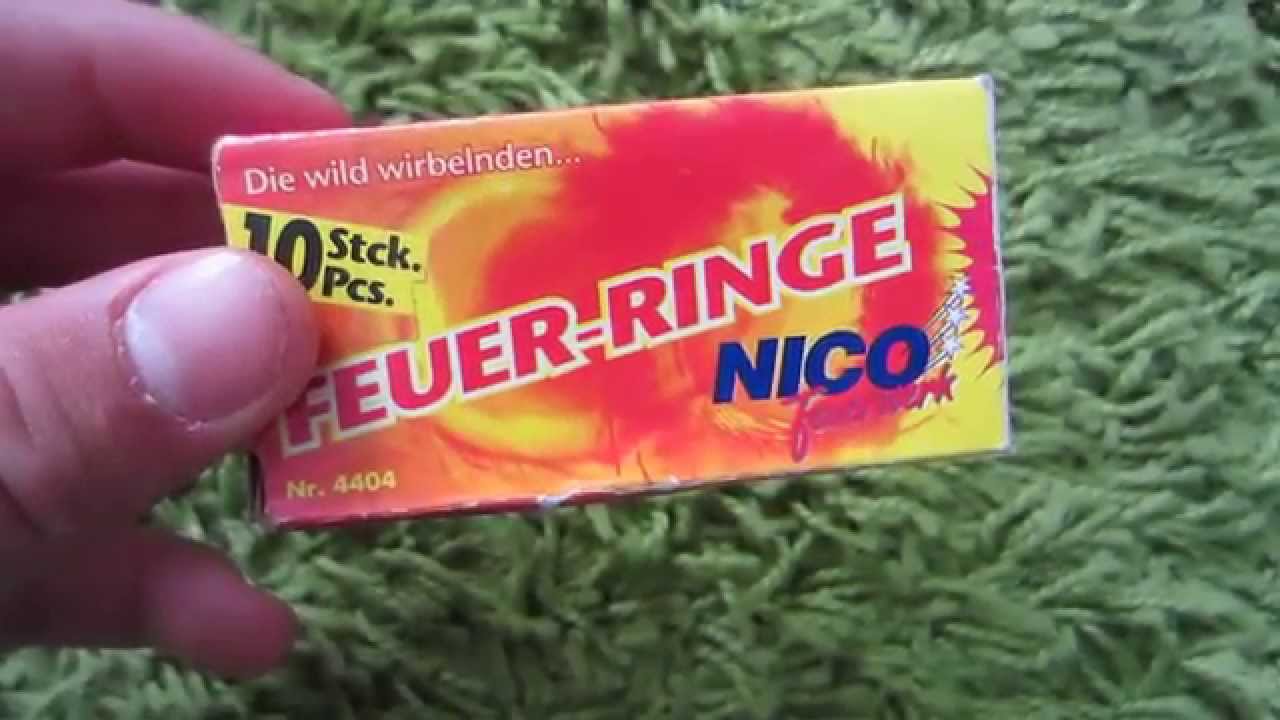 Die wild wirbelnden...
10 Stck.
Pcs.
FEUER-RINGE
NICO
feuerwerk
Nr. 4404